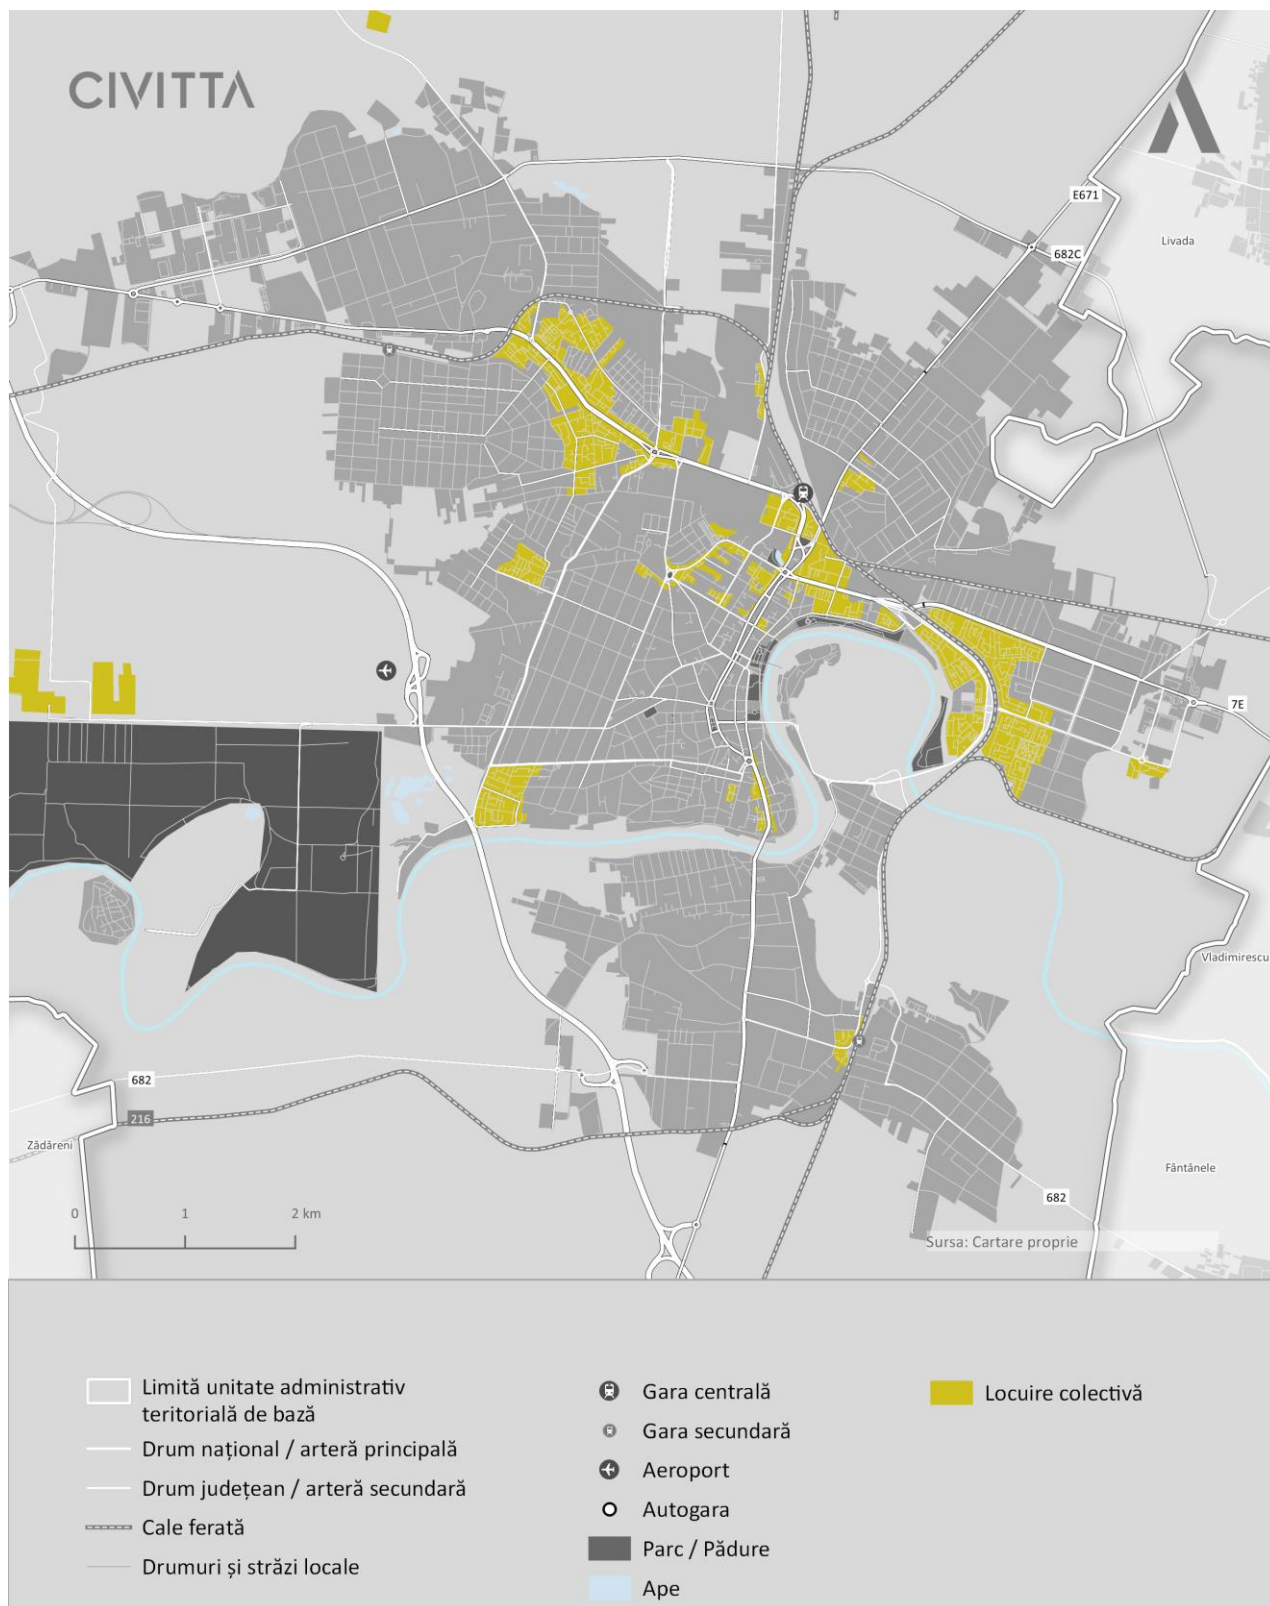 CIVITTA
E671
Livada
682C
7E
Vladimirescu
682
216
Zădăreni
Fântânele
682
0 1 2 km
Sursa: Cartare proprie
Limită unitate administrativ
teritorială de bază
Drum național / arteră principală
Drum județean / arteră secundară
Cale ferată
Drumuri și străzi locale
Gara centrală
Gara secundară
Aeroport
Autogara
Parc / Pădure
Ape
Locuire colectivă